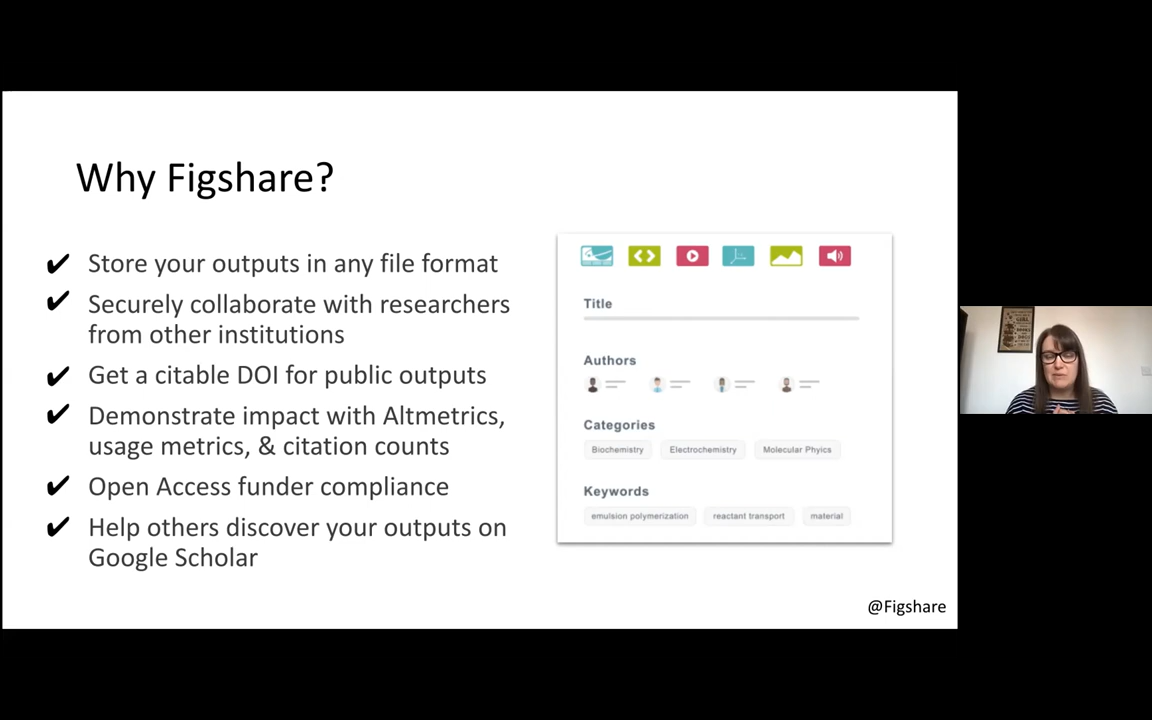 Why Figshare?
✔ Store your outputs in any file format
✔ Securely collaborate with researchers
from other institutions
✔ Get a citable DOI for public outputs
✔ Demonstrate impact with Altmetrics,
usage metrics, & citation counts
✔ Open Access funder compliance
✔ Help others discover your outputs on
Google Scholar
Title
Authors
Categories
Biochemistry Electrochemistry Molecular Phyics
Keywords
emulsion polymerization reactant transport material
@Figshare